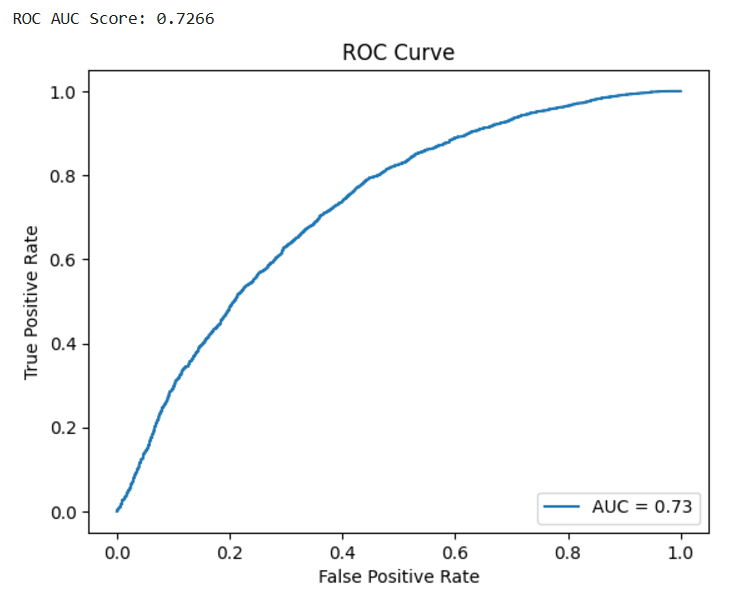 ROC AUC Score: 0.7266
ROC Curve
True Positive Rate
1.0
0.8
0.6
0.4
0.2
0.0
AUC = 0.73
0.0 0.2 0.4 0.6 0.8 1.0
False Positive Rate